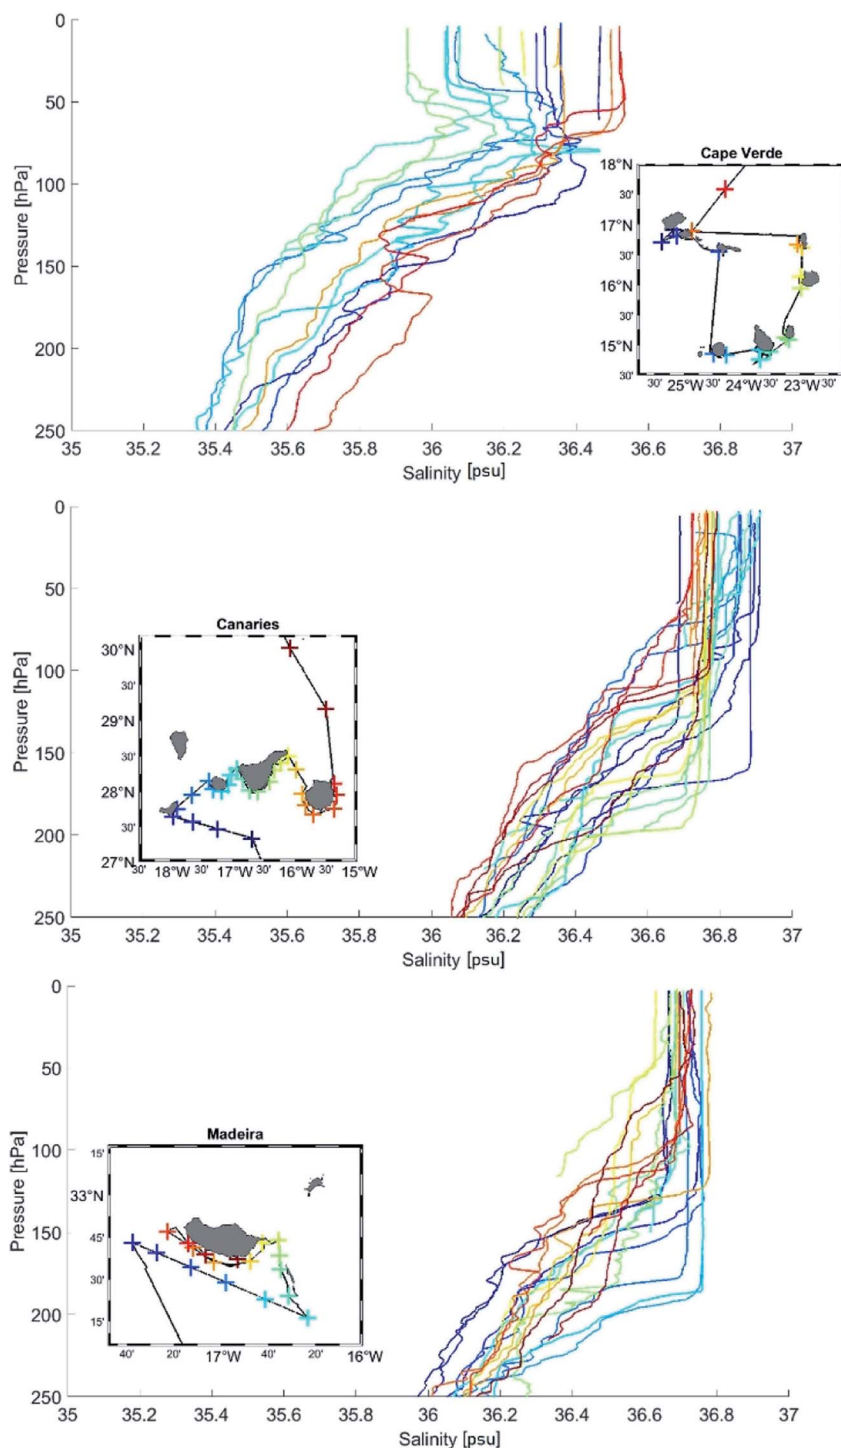 0
50
100
150
200
250
Pressure [hPa]
35 35.2 35.4 35.6 35.8 36 36.2 36.4 36.6 36.8 37
Salinity [psu]
Cape Verde
18°N
30'
17°N
30'
16°N
30'
15°N
30'
30' 25°W 30' 24°W 30' 23°W 30'
0
50
100
150
200
250
Pressure [hPa]
35 35.2 35.4 35.6 35.8 36 36.2 36.4 36.6 36.8 37
Salinity [psu]
Canaries
30°N
30'
29°N
30'
28°N
30'
27°N
30' 18°W 30' 17°W 30' 16°W 30' 15°W
0
50
100
150
200
250
Pressure [hPa]
35 35.2 35.4 35.6 35.8 36 36.2 36.4 36.6 36.8 37
Salinity [psu]
Madeira
15'
33°N
45'
30'
15'
40' 20' 17°W 40' 20' 16°W